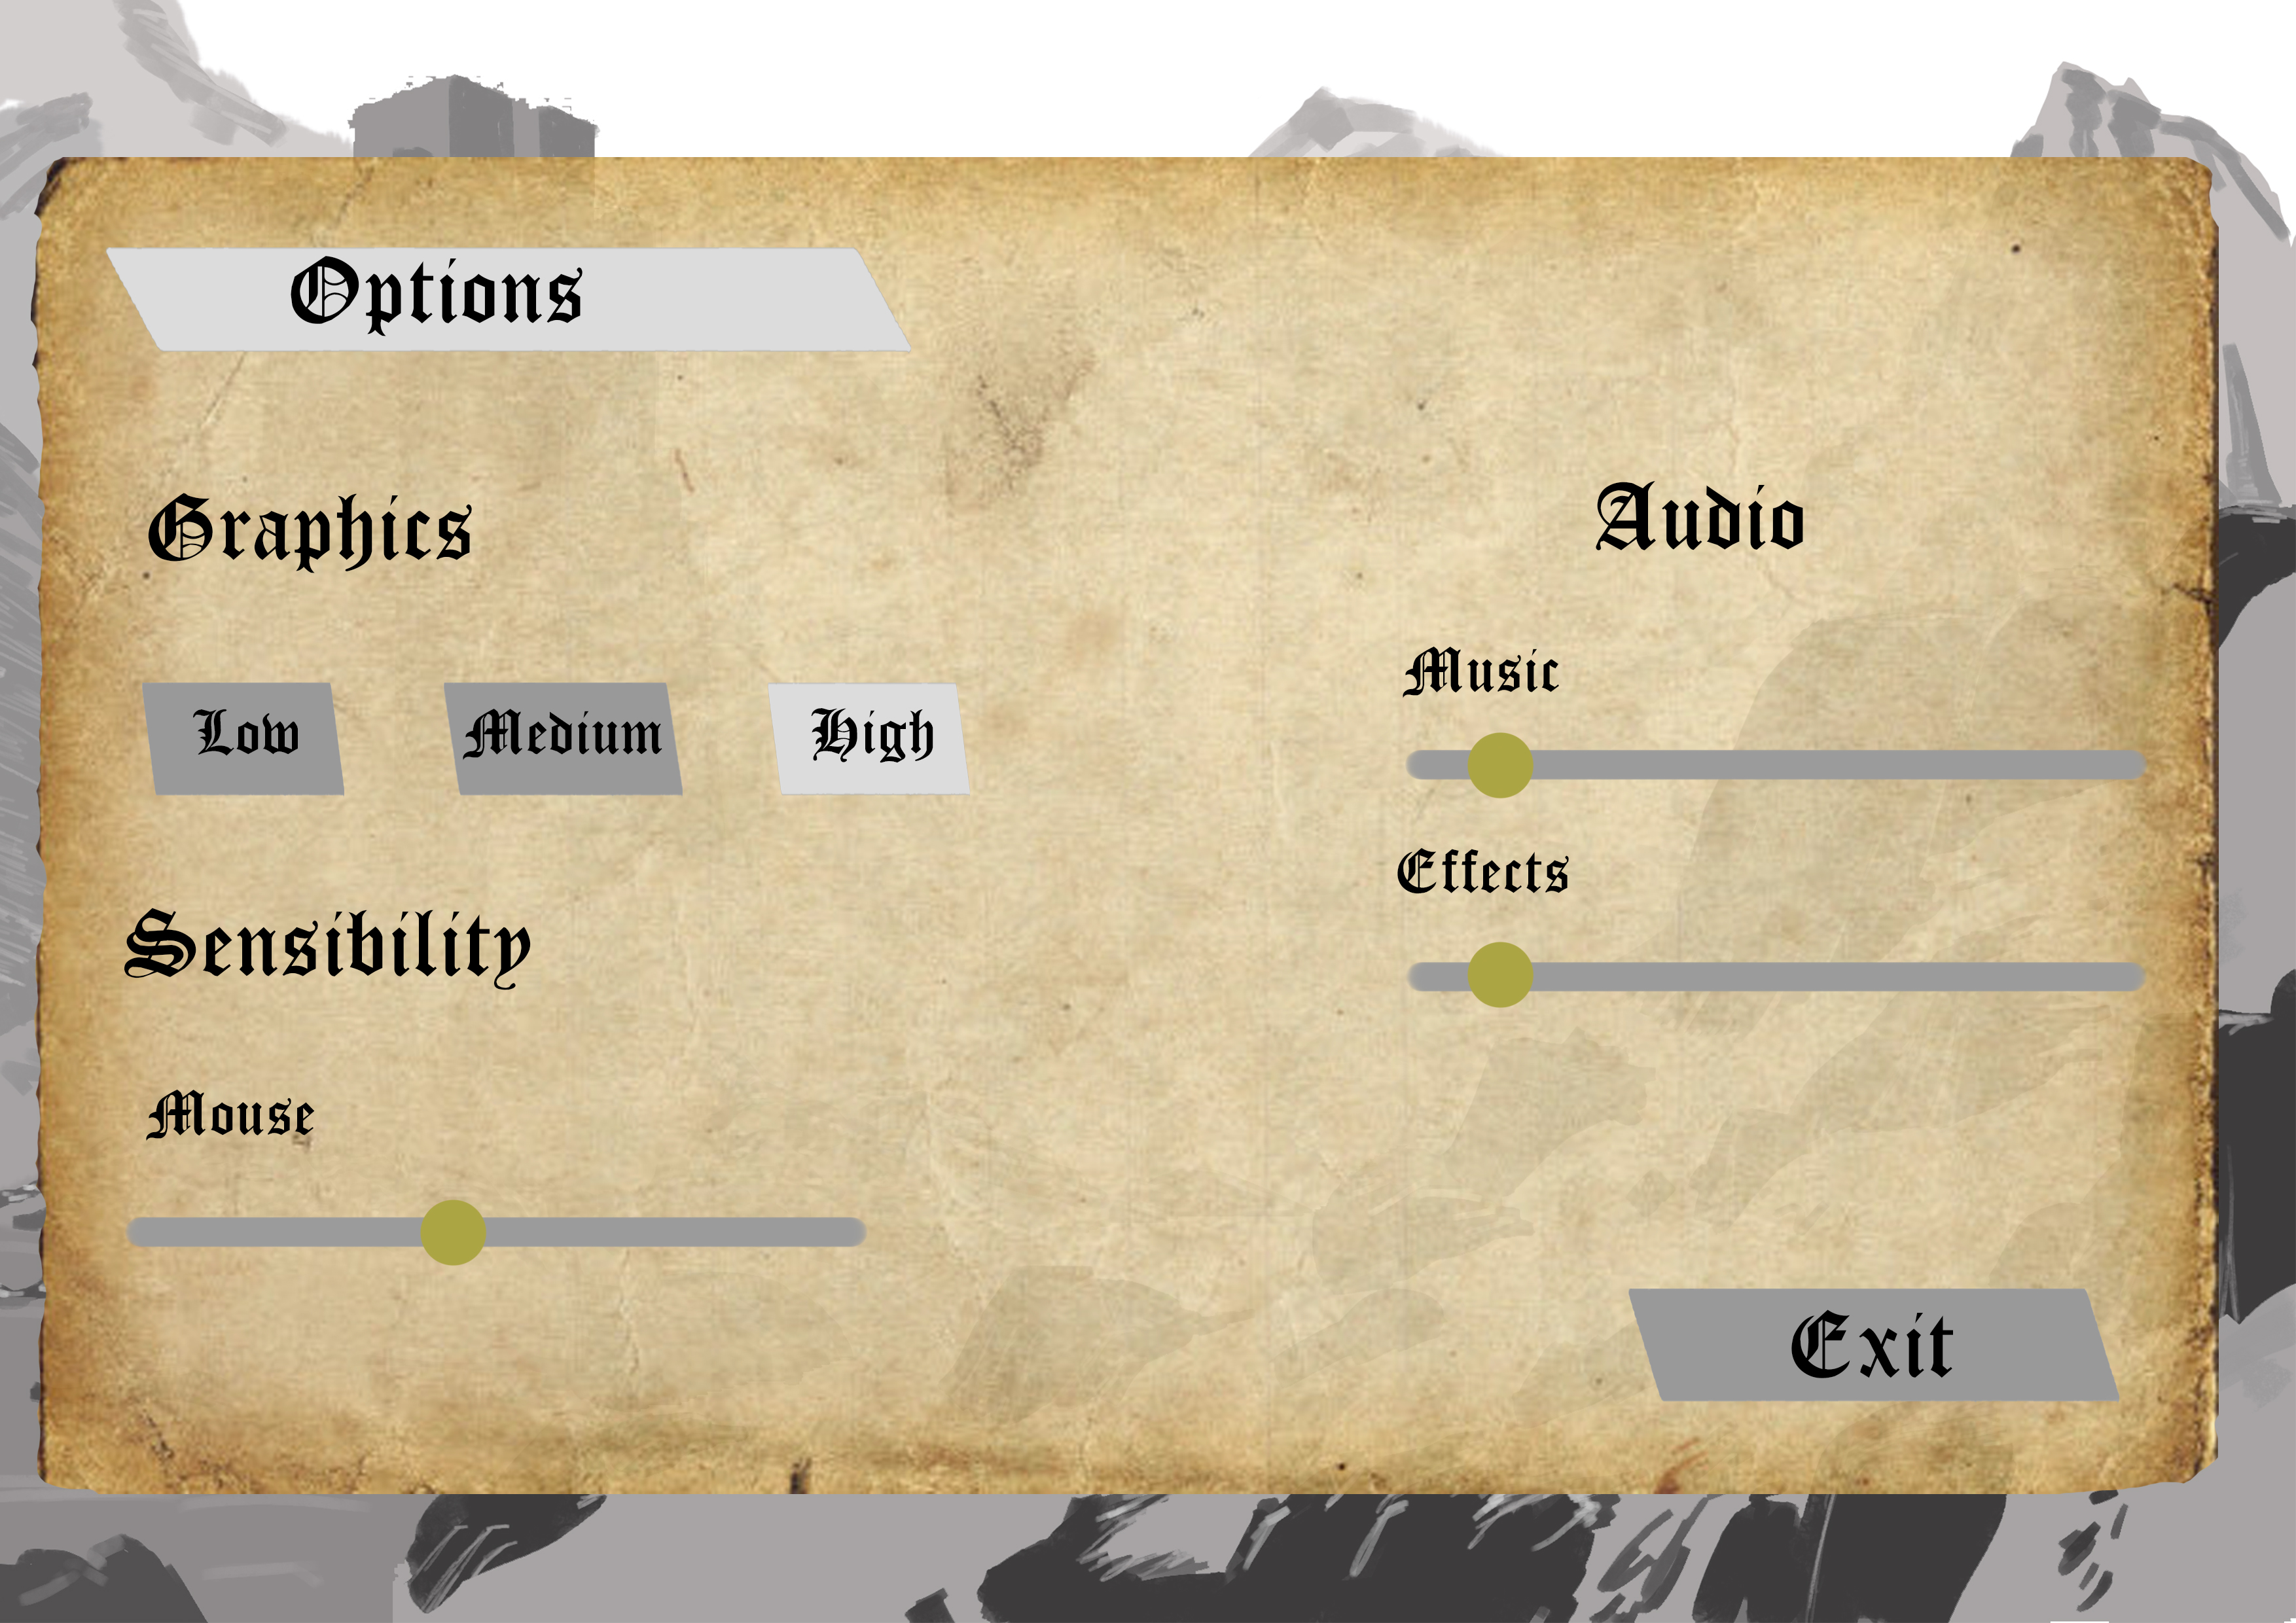 Options
Graphics
Low
Medium
High
Sensibility
Mouse
Audio
Music
Effects
Exit